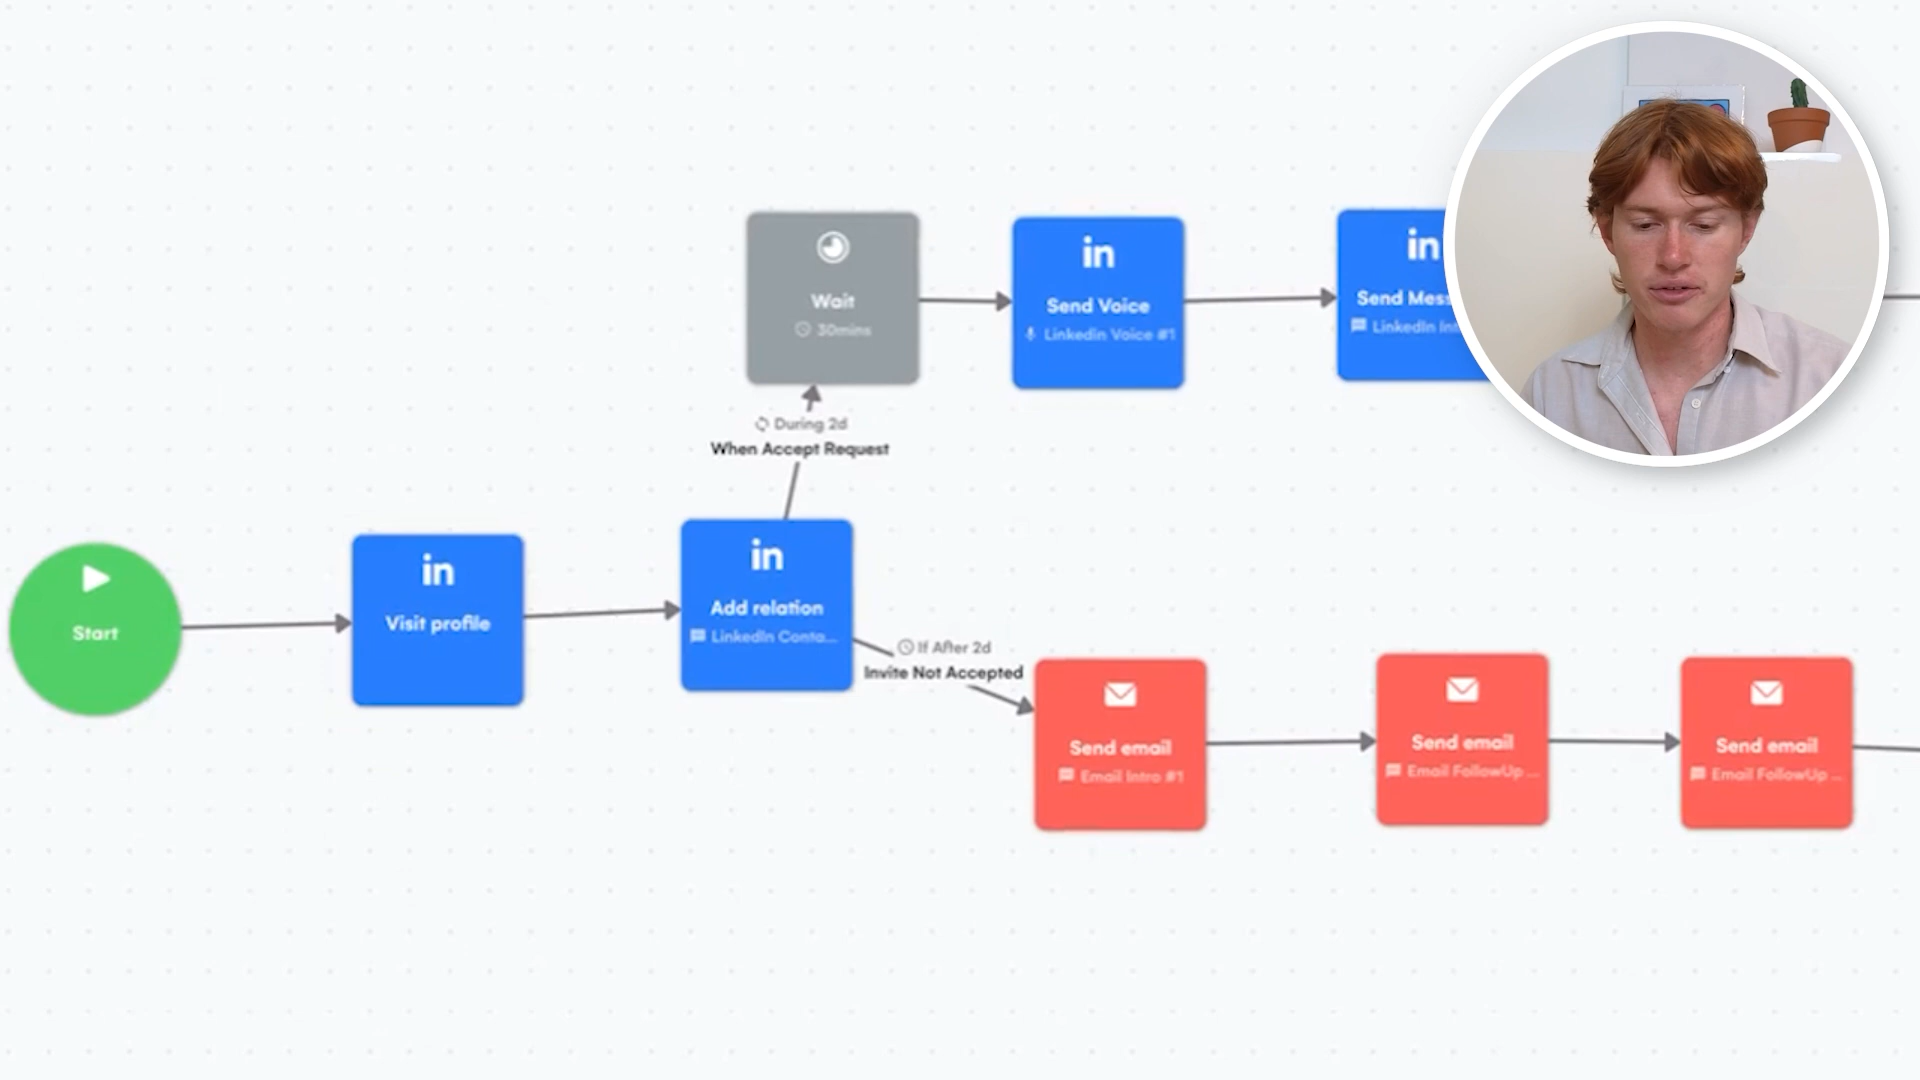 in
Wait
30mins
in
Send Voice
Linkedin Voice #1
in
Send Mess
LinkedIn Int
During 2d
When Accept Request
Start
in
Visit profile
in
Add relation
LinkedIn Conta...
If After 2d
Invite Not Accepted
Send email
Email Intro #1
Send email
Email FollowUp ...
Send email
Email FollowUp ...